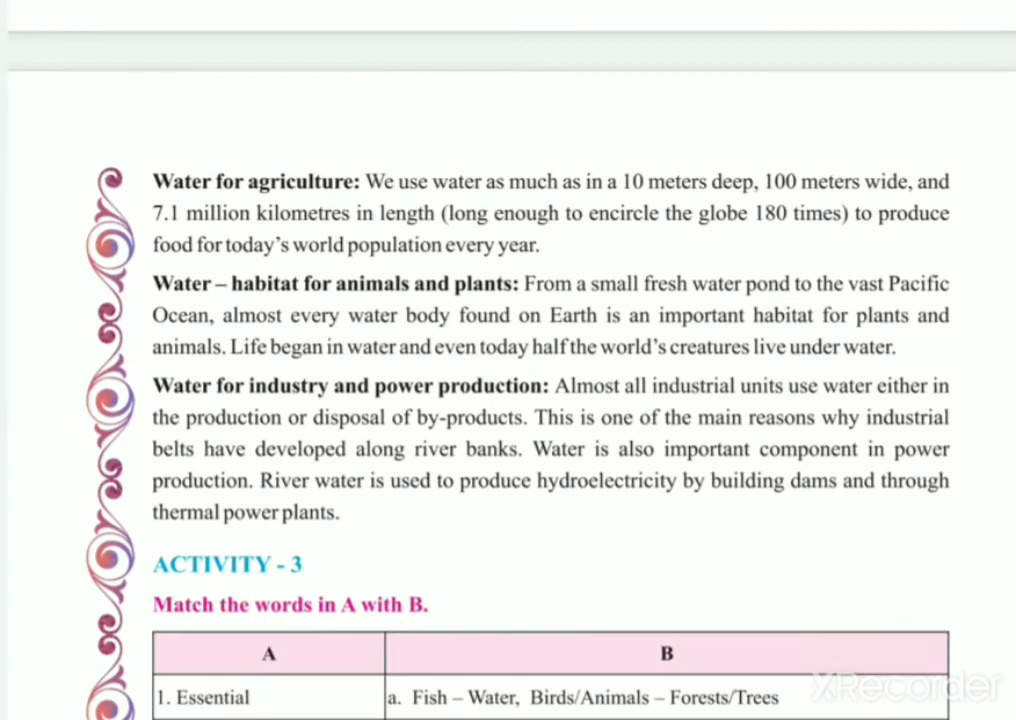 Water for agriculture: We use water as much as in a 10 meters deep, 100 meters wide, and
7.1 million kilometres in length (long enough to encircle the globe 180 times) to produce
food for today's world population every year.
Water – habitat for animals and plants: From a small fresh water pond to the vast Pacific
Ocean, almost every water body found on Earth is an important habitat for plants and
animals. Life began in water and even today half the world's creatures live under water.
Water for industry and power production: Almost all industrial units use water either in
the production or disposal of by-products. This is one of the main reasons why industrial
belts have developed along river banks. Water is also important component in power
production. River water is used to produce hydroelectricity by building dams and through
thermal power plants.
ACTIVITY - 3
Match the words in A with B.
A B
1. Essential a. Fish – Water, Birds/Animals – Forests/Trees
XRecorder